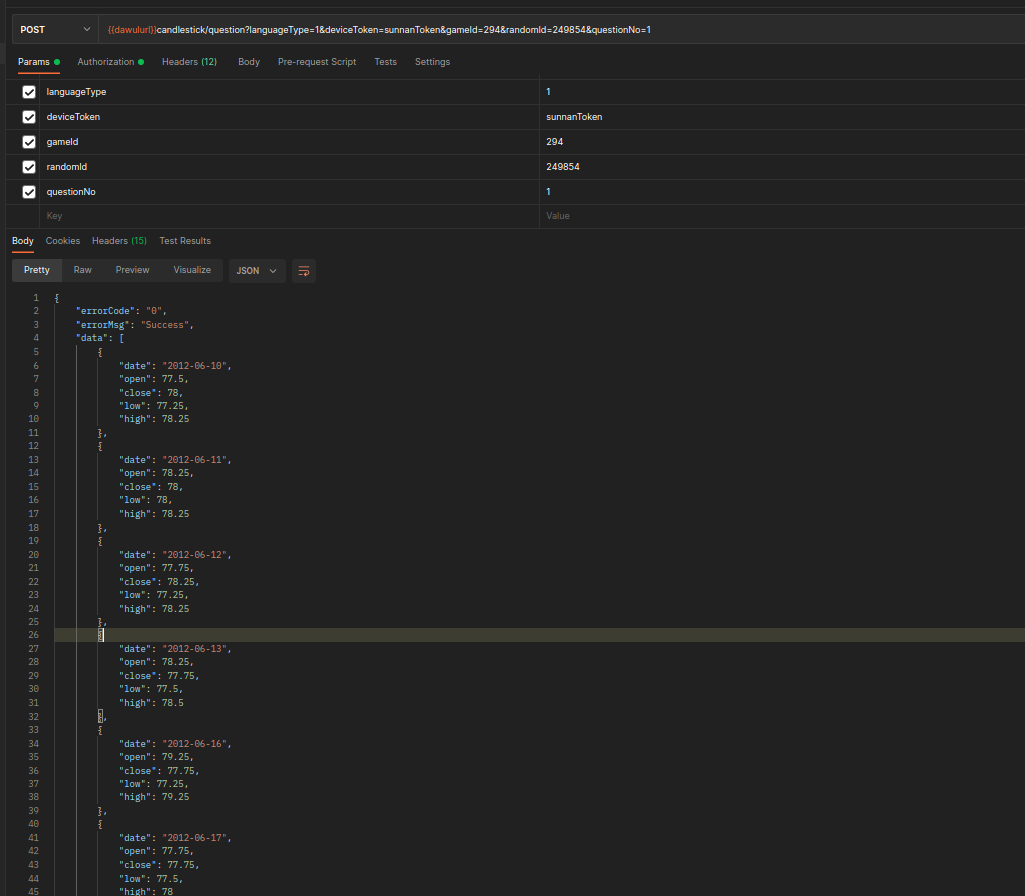 POST {{dawulurl}}candlestick/question?languageType=1&deviceToken=sunnanToken&gameId=294&randomId=249854&questionNo=1
Params Authorization Headers (12) Body Pre-request Script Tests Settings
languageType 1
deviceToken sunnanToken
gameId 294
randomId 249854
questionNo 1
Key Value
Body Cookies Headers (15) Test Results
Pretty Raw Preview Visualize JSON
1 {
2 "errorCode": "0",
3 "errorMsg": "Success",
4 "data": [
5 {
6 "date": "2012-06-10",
7 "open": 77.5,
8 "close": 78,
9 "low": 77.25,
10 "high": 78.25
11 },
12 {
13 "date": "2012-06-11",
14 "open": 78.25,
15 "close": 78,
16 "low": 78,
17 "high": 78.25
18 },
19 {
20 "date": "2012-06-12",
21 "open": 77.75,
22 "close": 78.25,
23 "low": 77.25,
24 "high": 78.25
25 },
26 {
27 "date": "2012-06-13",
28 "open": 78.25,
29 "close": 77.75,
30 "low": 77.5,
31 "high": 78.5
32 },
33 {
34 "date": "2012-06-16",
35 "open": 79.25,
36 "close": 77.75,
37 "low": 77.25,
38 "high": 79.25
39 },
40 {
41 "date": "2012-06-17",
42 "open": 77.75,
43 "close": 77.75,
44 "low": 77.5,
45 "high": 78